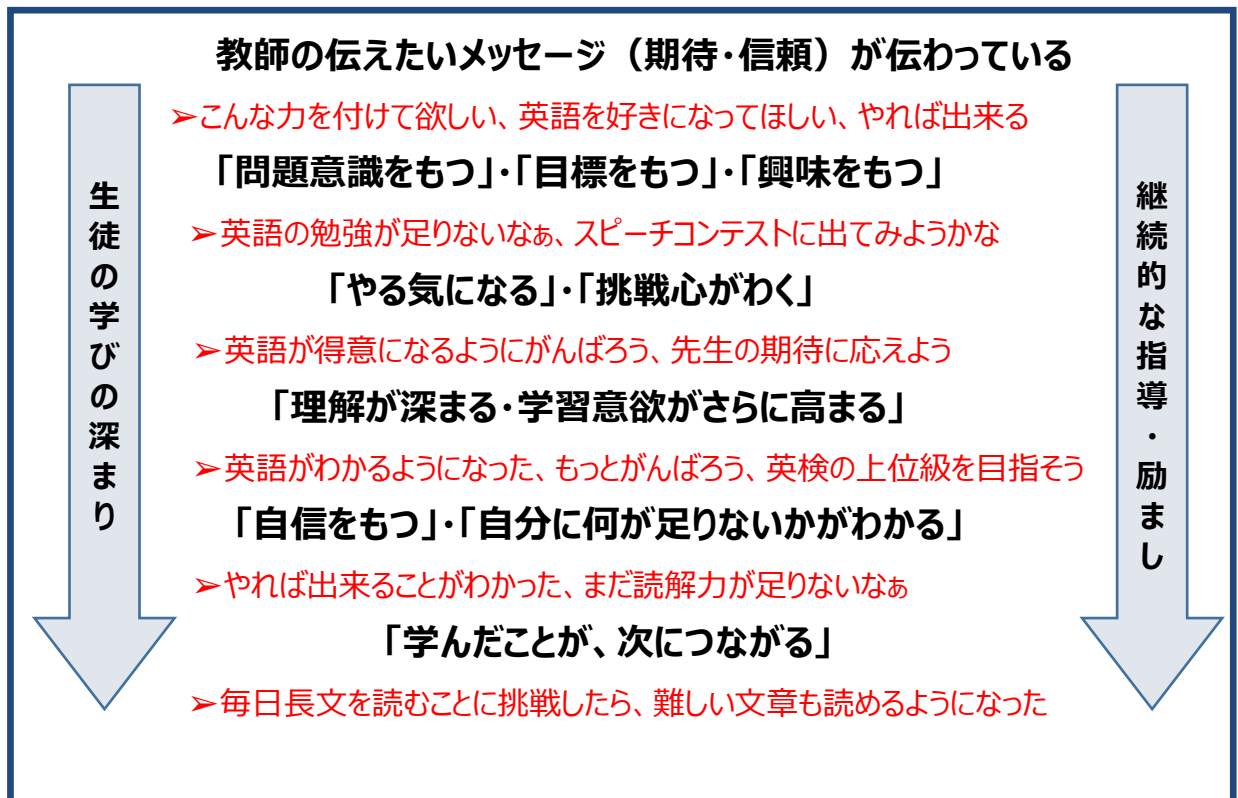 教師の伝えたいメッセージ（期待・信頼）が伝わっている
➢こんな力を付けて欲しい、英語を好きになってほしい、やれば出来る
「問題意識をもつ」・「目標をもつ」・「興味をもつ」
➢英語の勉強が足りないなぁ、スピーチコンテストに出てみようかな
「やる気になる」・「挑戦心がわく」
➢英語が得意になるようにがんばろう、先生の期待に応えよう
「理解が深まる・学習意欲がさらに高まる」
➢英語がわかるようになった、もっとがんばろう、英検の上位級を目指そう
「自信をもつ」・「自分に何が足りないかがわかる」
➢やれば出来ることがわかった、まだ読解力が足りないなぁ
「学んだことが、次につながる」
➢毎日長文を読むことに挑戦したら、難しい文章も読めるようになった
生徒の学びの深まり
継続的な指導・励まし